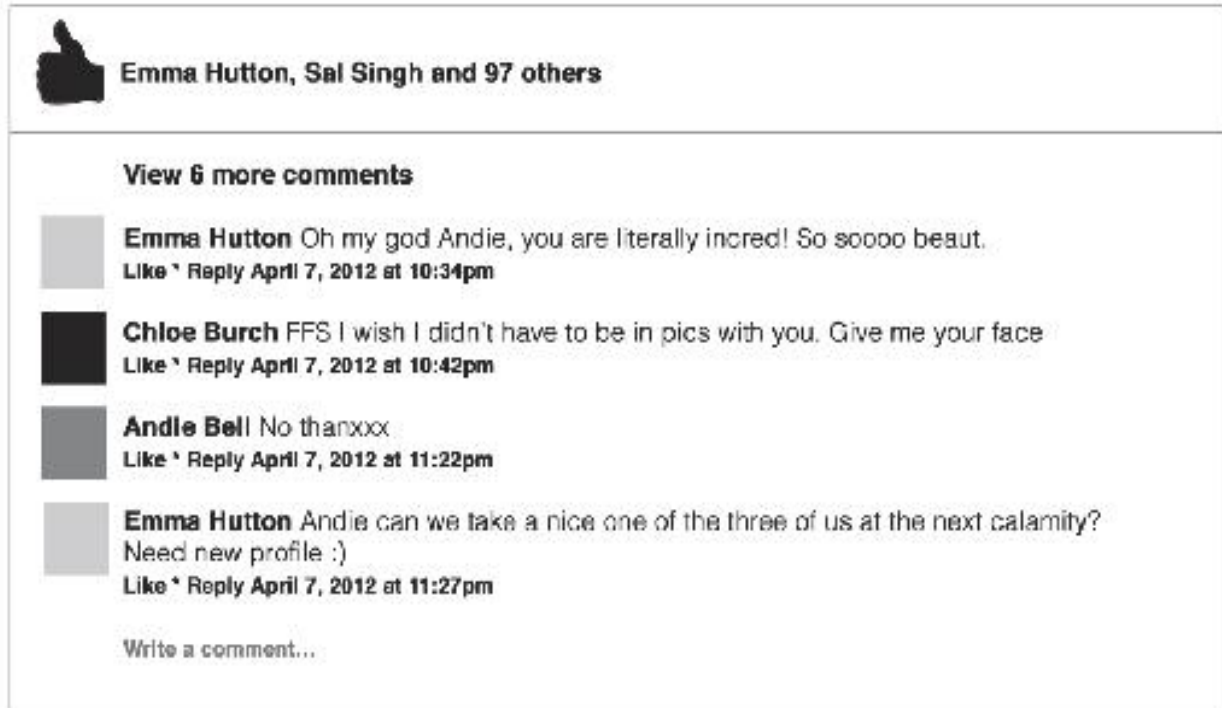 Emma Hutton, Sal Singh and 97 others
View 6 more comments
Emma Hutton Oh my god Andie, you are literally incred! So soooo beaut.
Like * Reply April 7, 2012 at 10:34pm
Chloe Burch FFS I wish I didn't have to be in pics with you. Give me your face
Like * Reply April 7, 2012 at 10:42pm
Andie Bell No thanxxx
Like * Reply April 7, 2012 at 11:22pm
Emma Hutton Andie can we take a nice one of the three of us at the next calamity?
Need new profile :)
Like * Reply April 7, 2012 at 11:27pm
Write a comment...